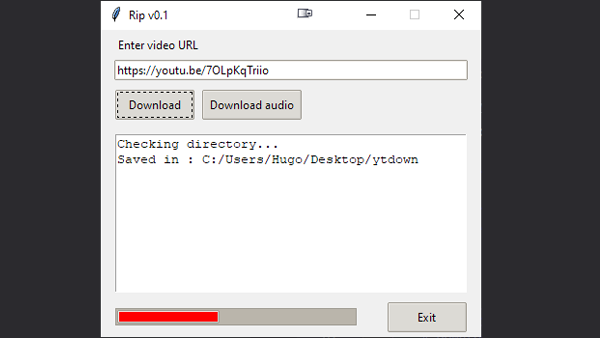 Rip v0.1
Enter video URL
https://youtu.be/7OLpKqTriio
Download Download audio
Checking directory...
Saved in : C:/Users/Hugo/Desktop/ytdown
Exit